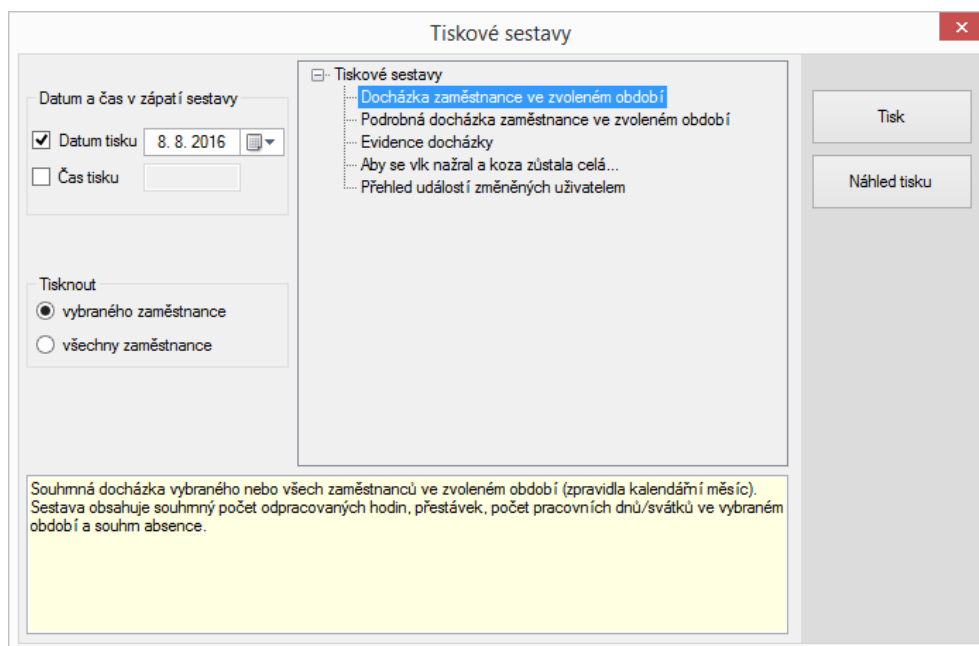 Tiskové sestavy
Datum a čas v zápatí sestavy
Datum tisku 8. 8. 2016
Čas tisku
Tisknout
vybraného zaměstnance
všechny zaměstnance
Tiskové sestavy
Docházka zaměstnance ve zvoleném období
Podrobná docházka zaměstnance ve zvoleném období
Evidence docházky
Aby se vlk nažral a koza zůstala celá...
Přehled událostí změněných uživatelem
Tisk
Náhled tisku
Souhrnná docházka vybraného nebo všech zaměstnanců ve zvoleném období (zpravidla kalendářní měsíc).
Sestava obsahuje souhrnný počet odpracovaných hodin, přestávek, počet pracovních dnů/svátků ve vybraném
období a souhrn absence.